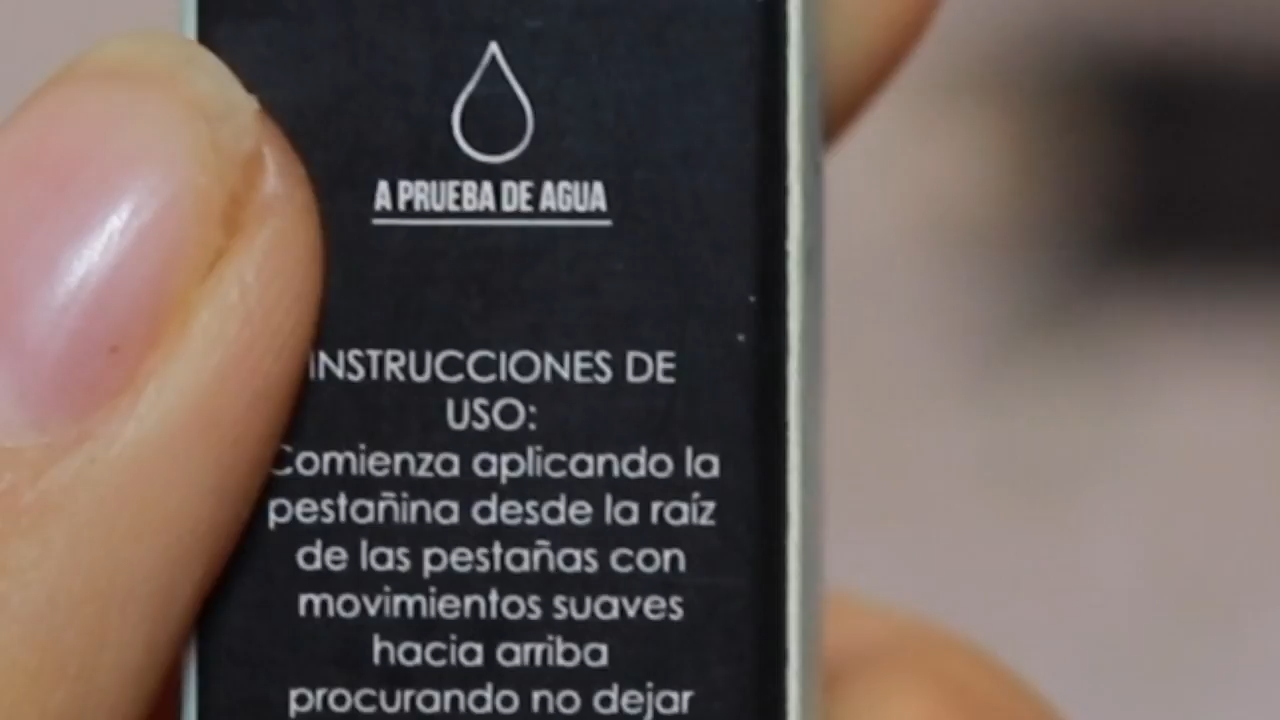 A PRUEBA DE AGUA
INSTRUCCIONES DE
USO:
Comienza aplicando la
pestañina desde la raíz
de las pestañas con
movimientos suaves
hacia arriba
procurando no dejar